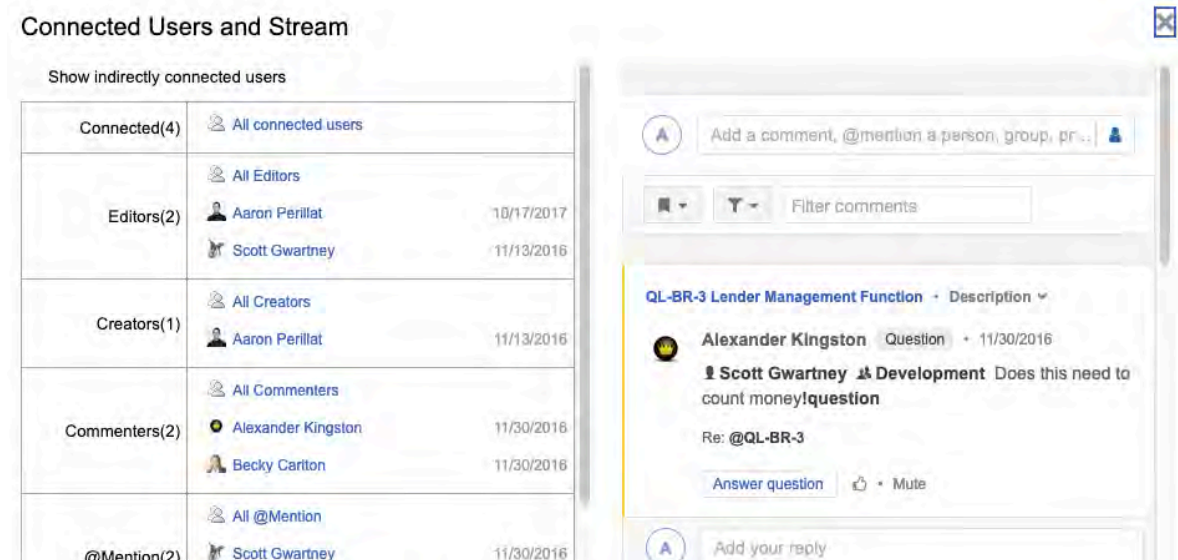 Connected Users and Stream
Show indirectly connected users
Connected(4)
All connected users
Editors(2)
All Editors
Aaron Perillat 10/17/2017
Scott Gwartney 11/13/2016
Creators(1)
All Creators
Aaron Perillat 11/13/2016
Commenters(2)
All Commenters
Alexander Kingston 11/30/2016
Becky Carlton 11/30/2016
@Mention(2)
All @Mention
Scott Gwartney 11/30/2016
A
Add a comment, @mention a person, group, pr...
Filter comments
QL-BR-3 Lender Management Function • Description
Alexander Kingston Question • 11/30/2016
Scott Gwartney Development Does this need to
count money!question
Re: @QL-BR-3
Answer question • Mute
A
Add your reply